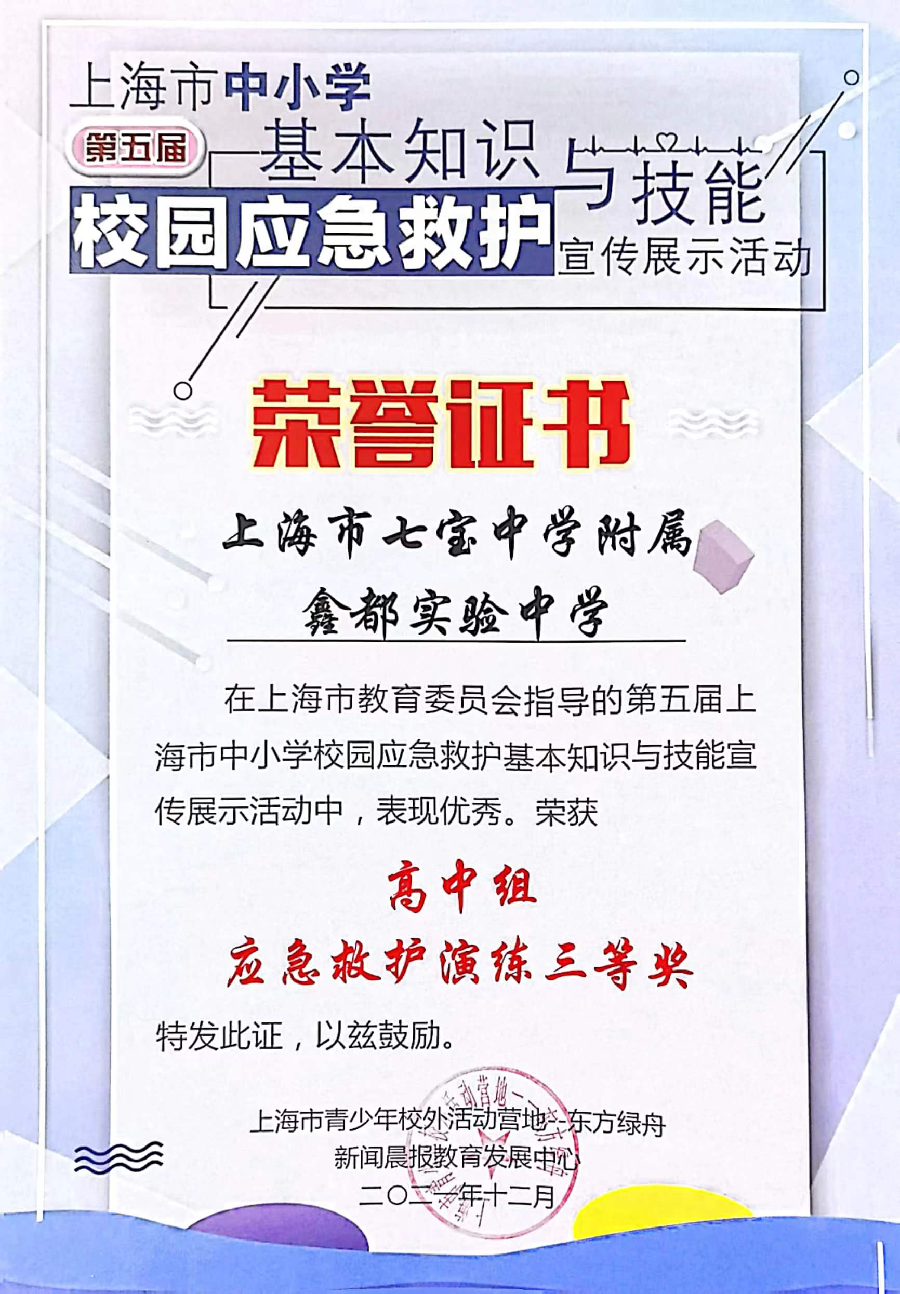 上海市中小学
第五届
基本知识与技能
校园应急救护
宣传展示活动
荣誉证书
上海市七宝中学附属
鑫都实验中学
在上海市教育委员会指导的第五届上
海市中小学校园应急救护基本知识与技能宣
传展示活动中，表现优秀。荣获
高中组
应急救护演练三等奖
特发此证，以兹鼓励。
上海市青少年校外活动营地--东方绿舟
新闻晨报教育发展中心
二〇二一年十二月